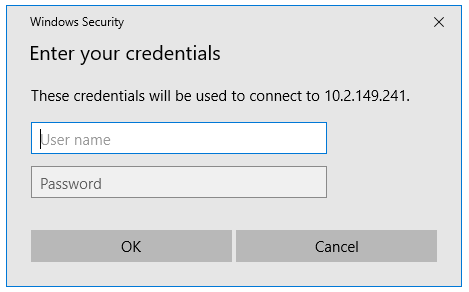 Windows Security
Enter your credentials
These credentials will be used to connect to 10.2.149.241.
User name
Password
OK
Cancel